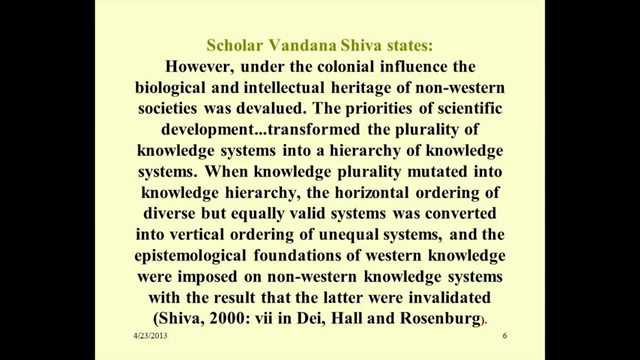 Scholar Vandana Shiva states:
However, under the colonial influence the
biological and intellectual heritage of non-western
societies was devalued. The priorities of scientific
development...transformed the plurality of
knowledge systems into a hierarchy of knowledge
systems. When knowledge plurality mutated into
knowledge hierarchy, the horizontal ordering of
diverse but equally valid systems was converted
into vertical ordering of unequal systems, and the
epistemological foundations of western knowledge
were imposed on non-western knowledge systems
with the result that the latter were invalidated
(Shiva, 2000: vii in Dei, Hall and Rosenburg).
4/23/2013 6